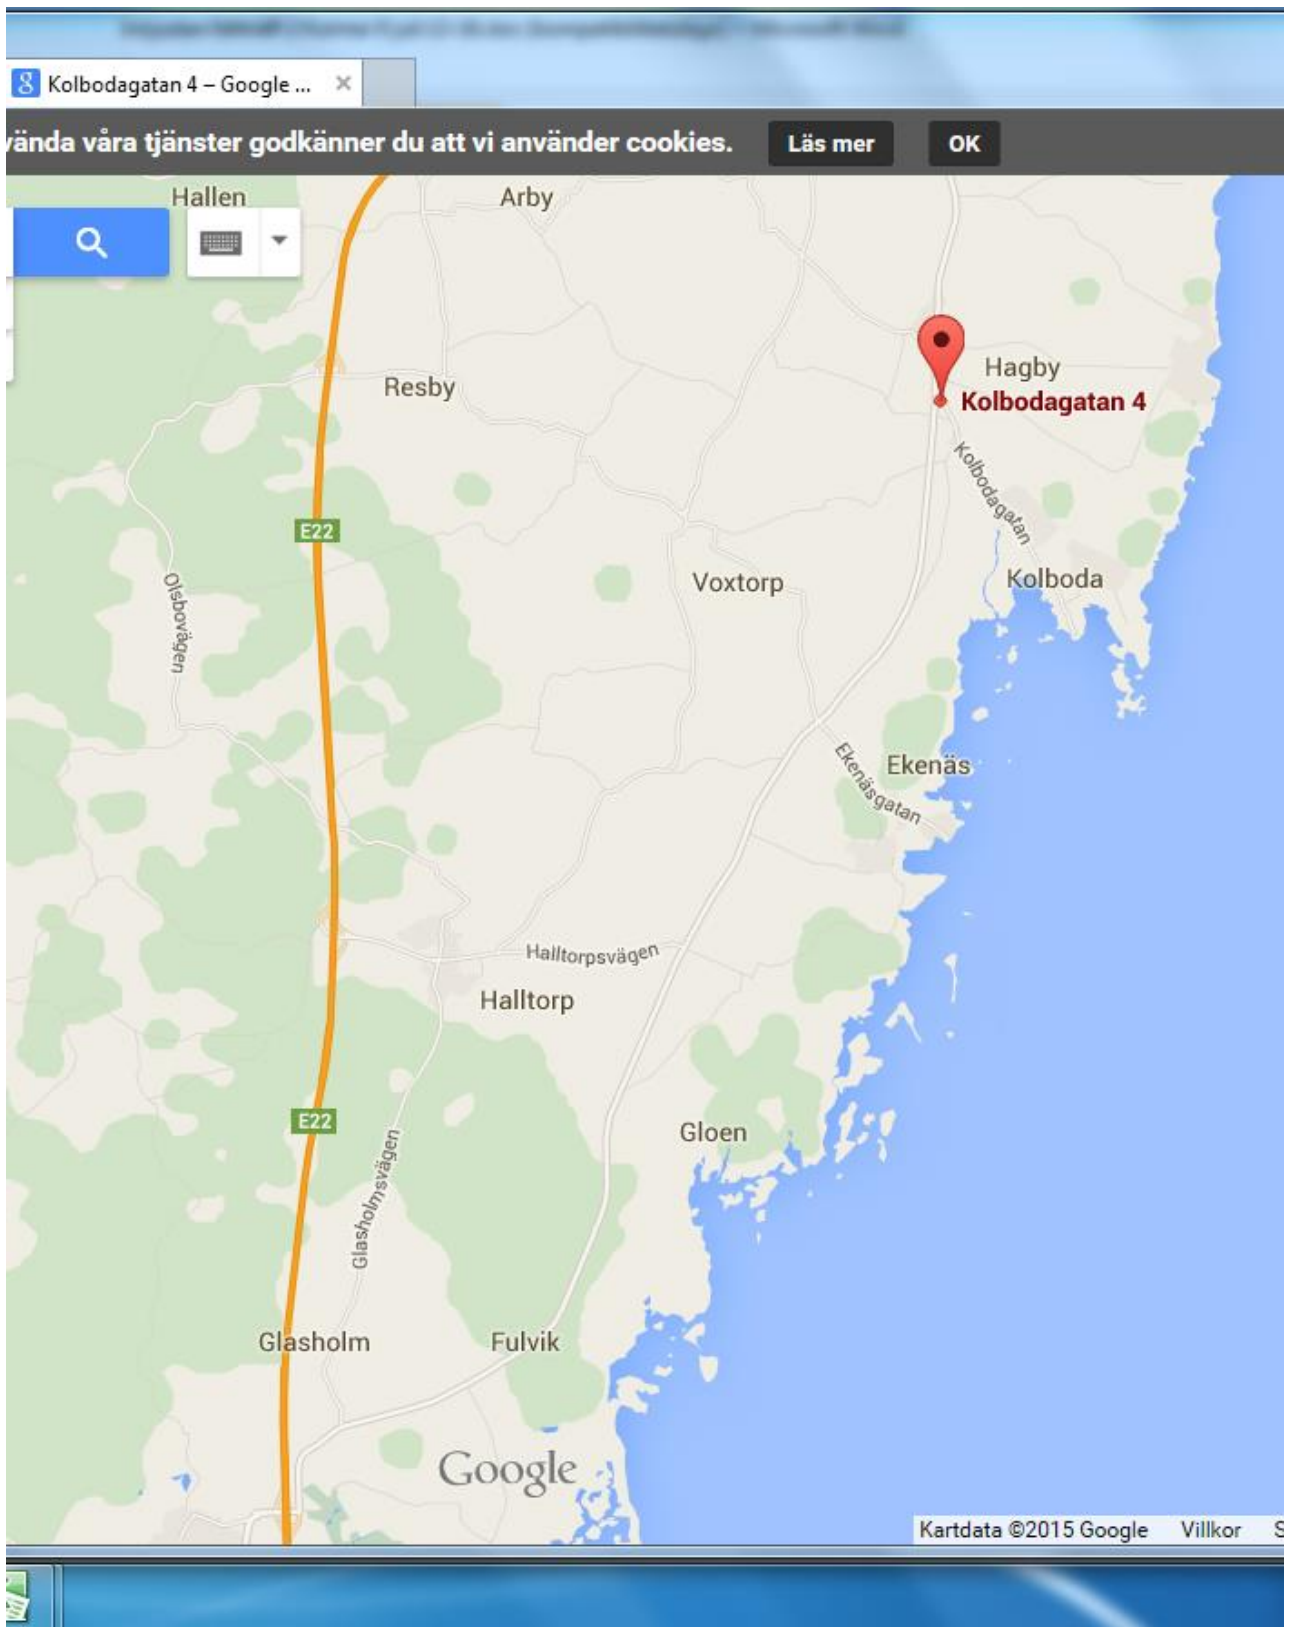 Kolbodagatan 4 – Google ...
vända våra tjänster godkänner du att vi använder cookies. Läs mer OK
Hallen
Arby
Hagby
Resby
Kolbodagatan 4
Kolbodagatan
E22
Olsbovägen
Voxtorp
Kolboda
Ekenäs
Ekenäsgatan
Halltorpsvägen
Halltorp
E22
Gloen
Glasholmsvägen
Glasholm
Fulvik
Google
Kartdata ©2015 Google Villkor S